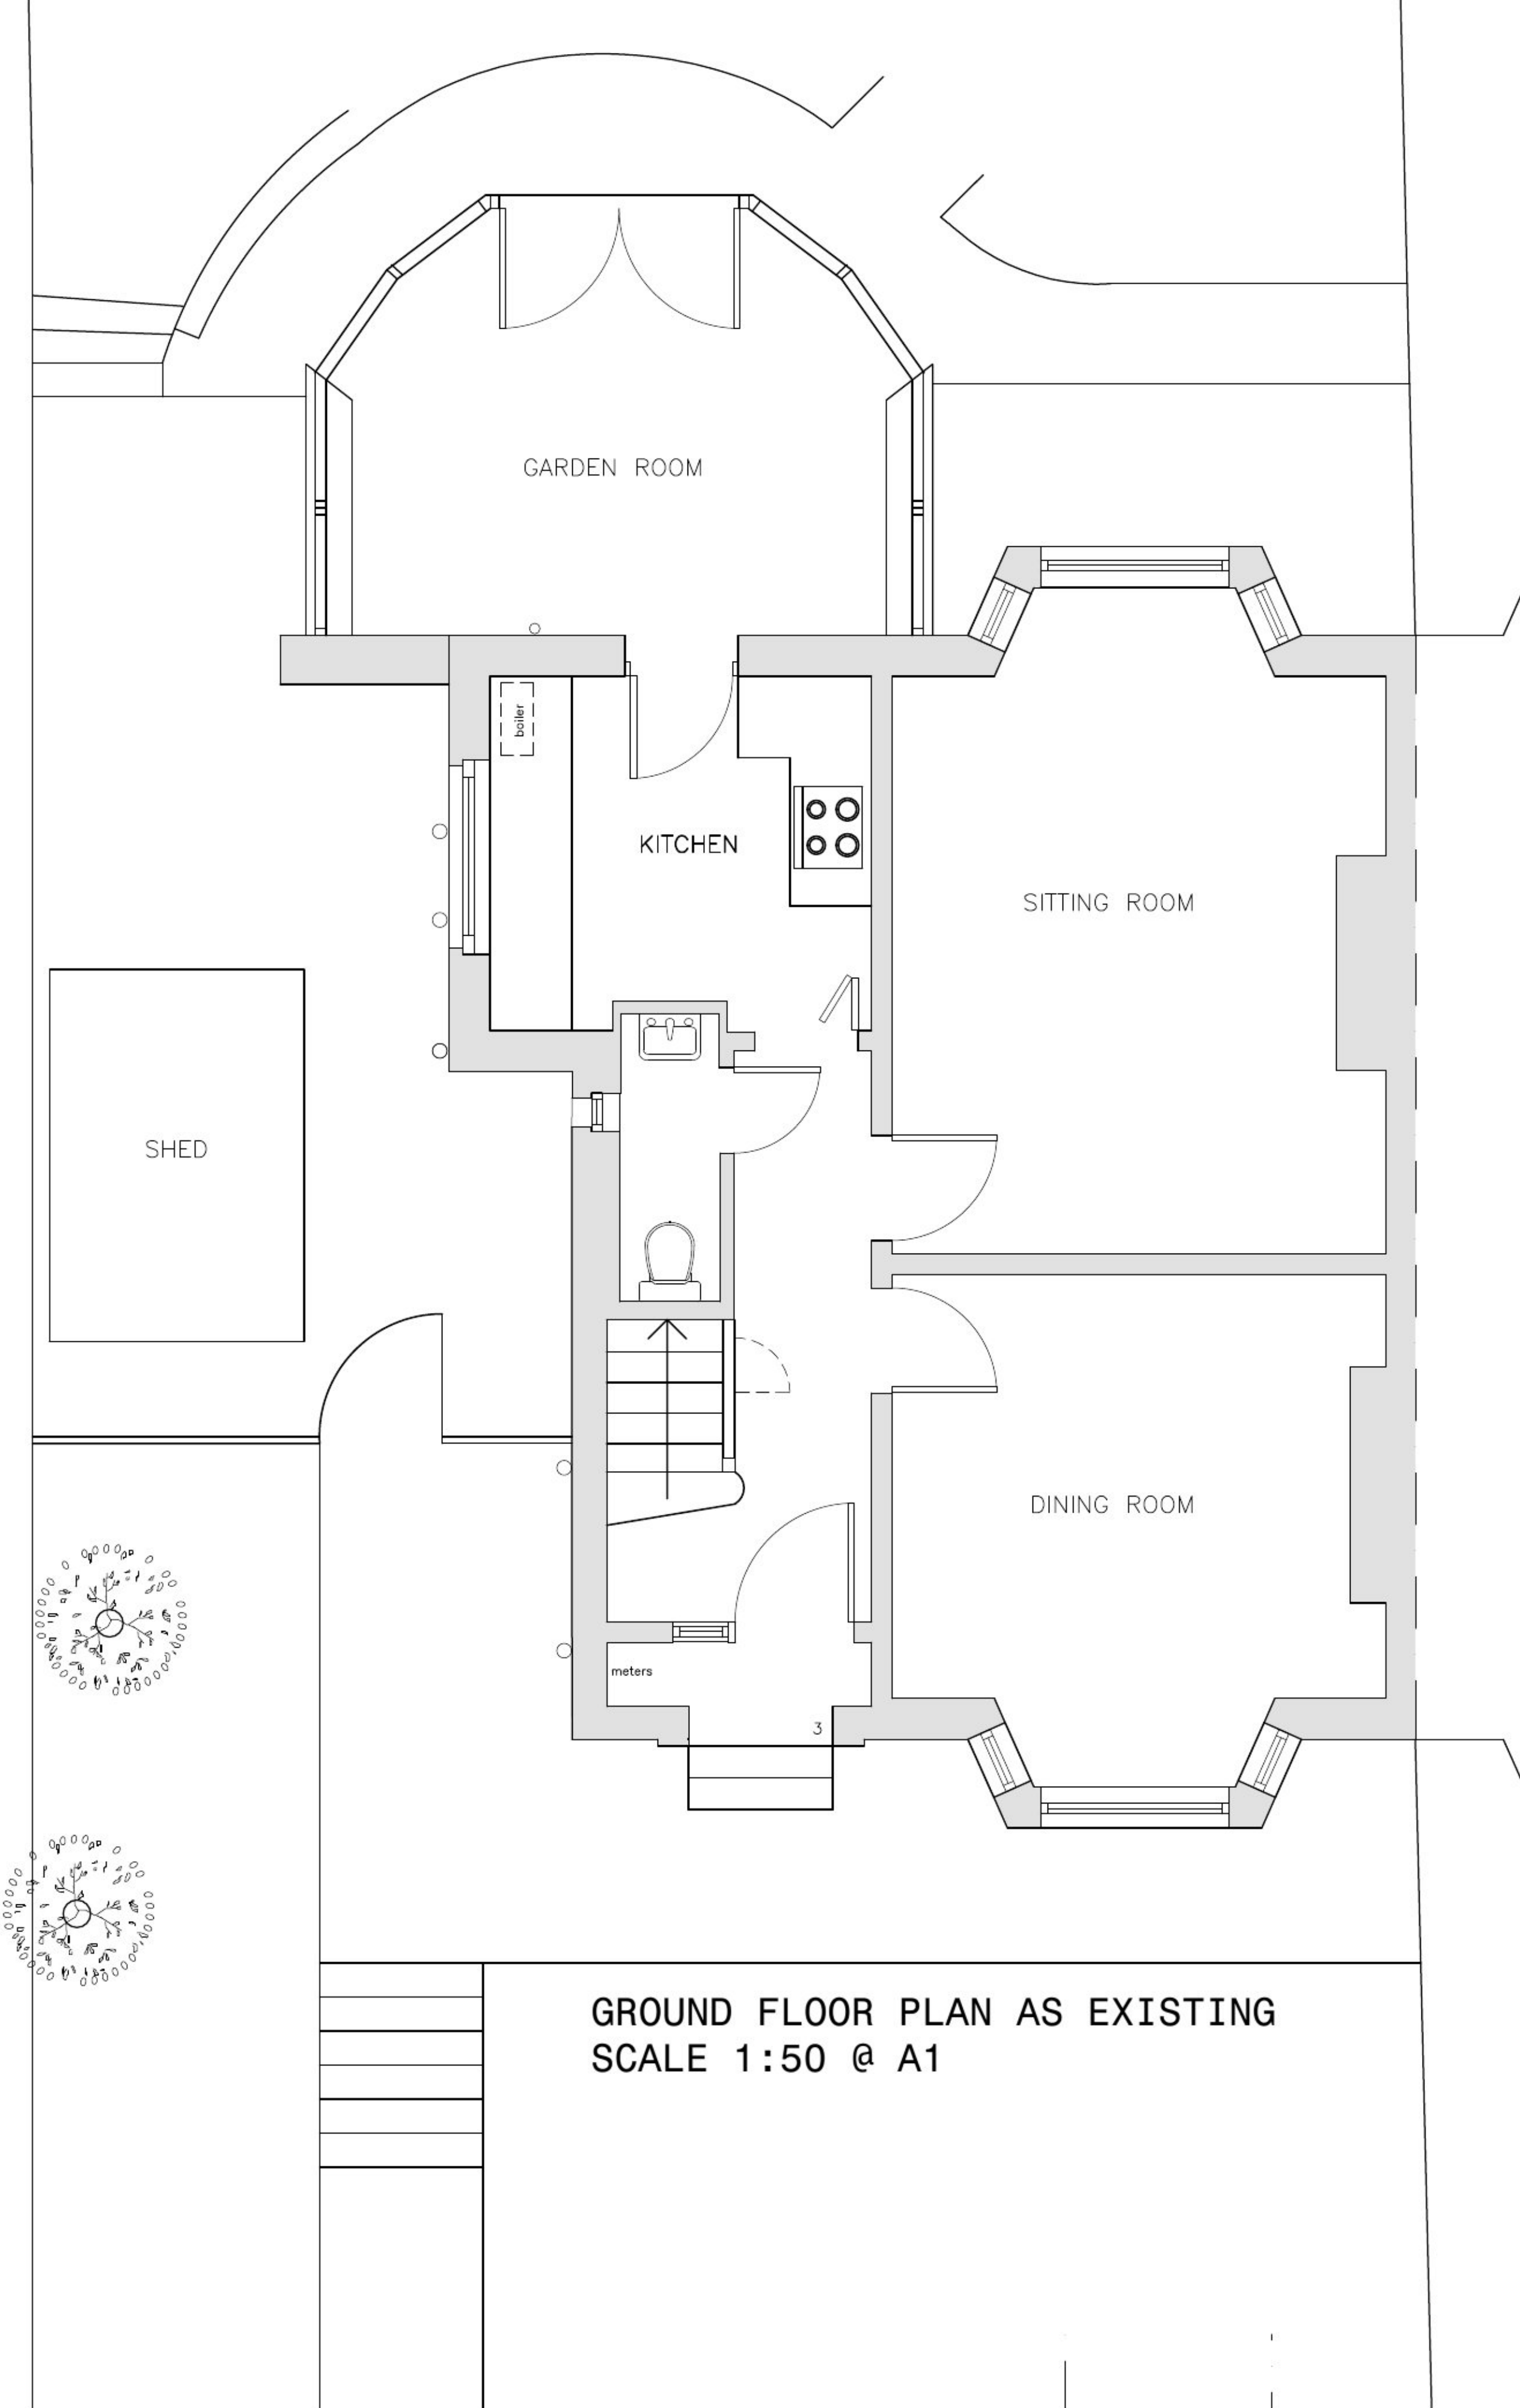 GARDEN ROOM
boiler
KITCHEN
SITTING ROOM
SHED
DINING ROOM
meters
3
GROUND FLOOR PLAN AS EXISTING
SCALE 1:50 @ A1